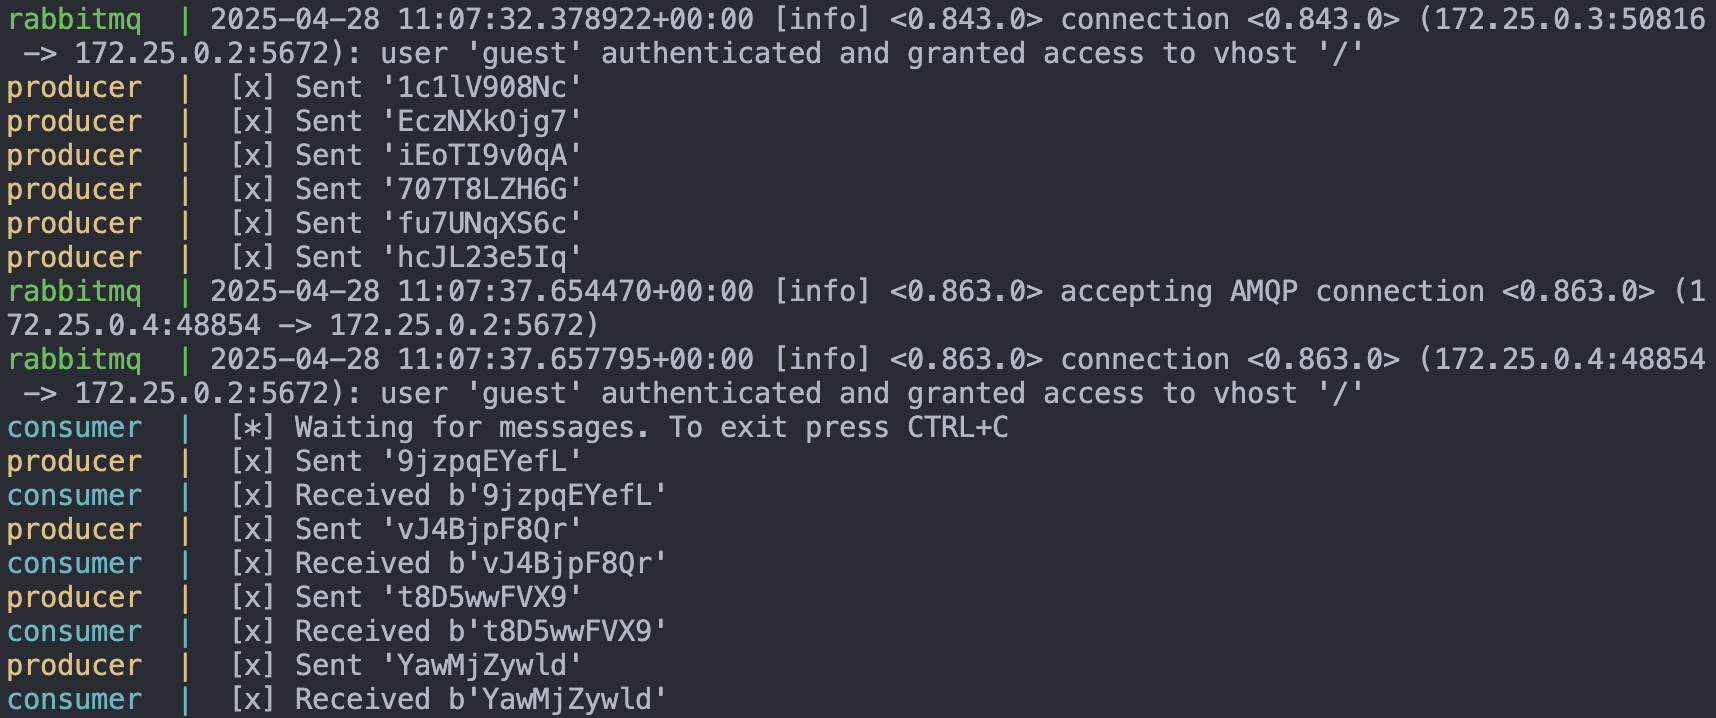 rabbitmq  | 2025-04-28 11:07:32.378922+00:00 [info] <0.843.0> connection <0.843.0> (172.25.0.3:50816
 -> 172.25.0.2:5672): user 'guest' authenticated and granted access to vhost '/'
producer  |  [x] Sent '1c1lV908Nc'
producer  |  [x] Sent 'EczNXkOjg7'
producer  |  [x] Sent 'iEoTI9v0qA'
producer  |  [x] Sent '707T8LZH6G'
producer  |  [x] Sent 'fu7UNqXS6c'
producer  |  [x] Sent 'hcJL23e5Iq'
rabbitmq  | 2025-04-28 11:07:37.654470+00:00 [info] <0.863.0> accepting AMQP connection <0.863.0> (1
72.25.0.4:48854 -> 172.25.0.2:5672)
rabbitmq  | 2025-04-28 11:07:37.657795+00:00 [info] <0.863.0> connection <0.863.0> (172.25.0.4:48854
 -> 172.25.0.2:5672): user 'guest' authenticated and granted access to vhost '/'
consumer  |  [*] Waiting for messages. To exit press CTRL+C
producer  |  [x] Sent '9jzpqEYefL'
consumer  |  [x] Received b'9jzpqEYefL'
producer  |  [x] Sent 'vJ4BjpF8Qr'
consumer  |  [x] Received b'vJ4BjpF8Qr'
producer  |  [x] Sent 't8D5wwFVX9'
consumer  |  [x] Received b't8D5wwFVX9'
producer  |  [x] Sent 'YawMjZywld'
consumer  |  [x] Received b'YawMjZywld'